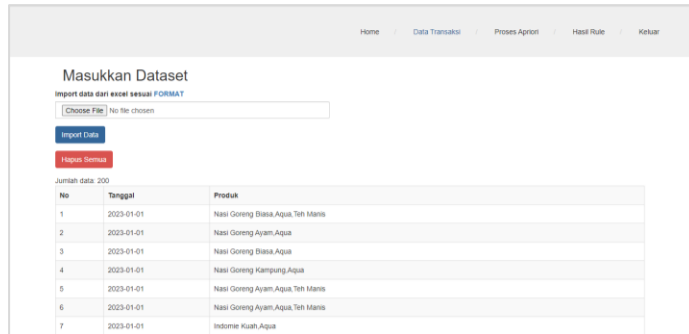 Home / Data Transaksi / Proses Apriori / Hasil Rule / Keluar
Masukkan Dataset
Import data dari excel sesuai FORMAT
Choose File No file chosen
Import Data
Hapus Semua
Jumlah data: 200
No Tanggal Produk
1 2023-01-01 Nasi Goreng Biasa,Aqua,Teh Manis
2 2023-01-01 Nasi Goreng Ayam,Aqua
3 2023-01-01 Nasi Goreng Biasa,Aqua
4 2023-01-01 Nasi Goreng Kampung,Aqua
5 2023-01-01 Nasi Goreng Ayam,Aqua,Teh Manis
6 2023-01-01 Nasi Goreng Ayam,Aqua,Teh Manis
7 2023-01-01 Indomie Kuah,Aqua